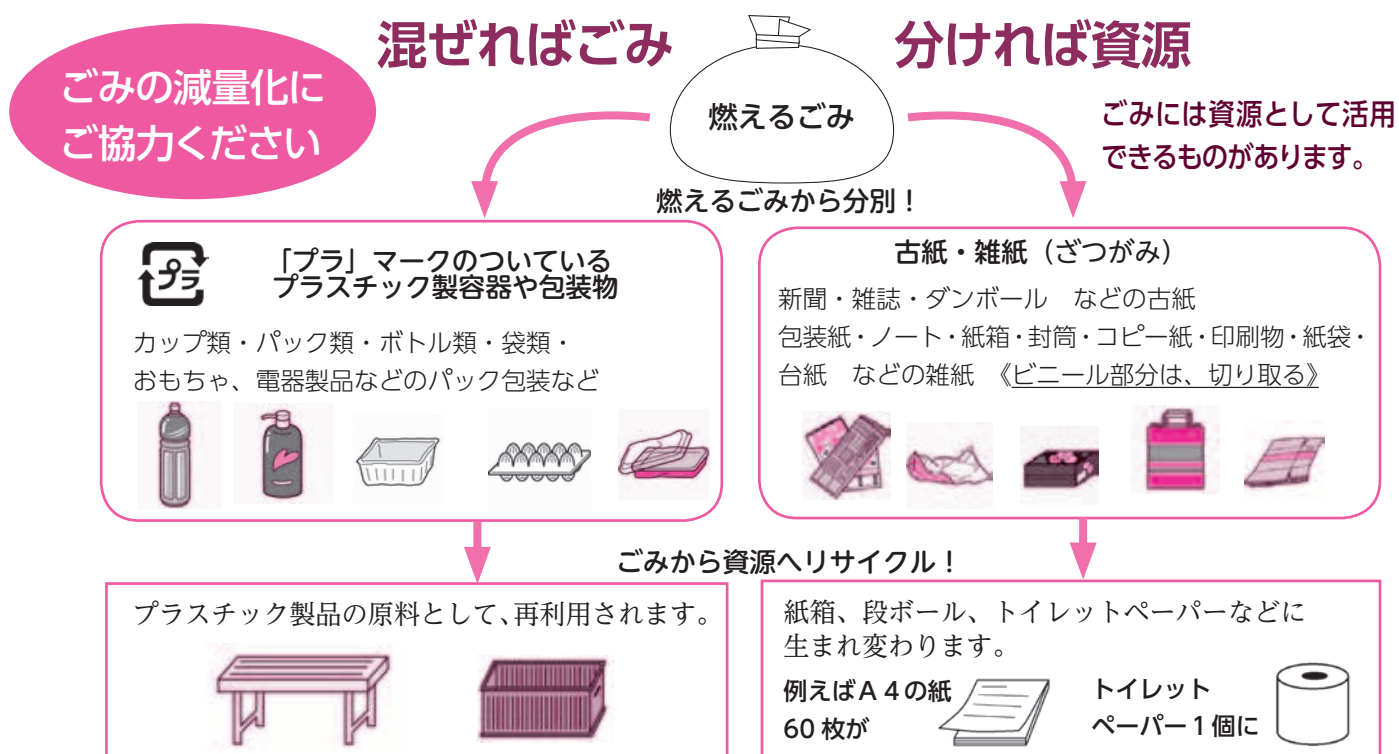 ごみの減量化に
ご協力ください
混ぜればごみ
分ければ資源
燃えるごみ
ごみには資源として活用
できるものがあります。
燃えるごみから分別！
プラ
「プラ」マークのついている
プラスチック製容器や包装物
カップ類・パック類・ボトル類・袋類・
おもちゃ、電器製品などのパック包装など
古紙・雑紙（ざつがみ）
新聞・雑誌・ダンボール　などの古紙
包装紙・ノート・紙箱・封筒・コピー紙・印刷物・紙袋・
台紙　などの雑紙　《ビニール部分は、切り取る》
ごみから資源へリサイクル！
プラスチック製品の原料として、再利用されます。
紙箱、段ボール、トイレットペーパーなどに
生まれ変わります。
例えばＡ４の紙
60 枚が
トイレット
ペーパー１個に